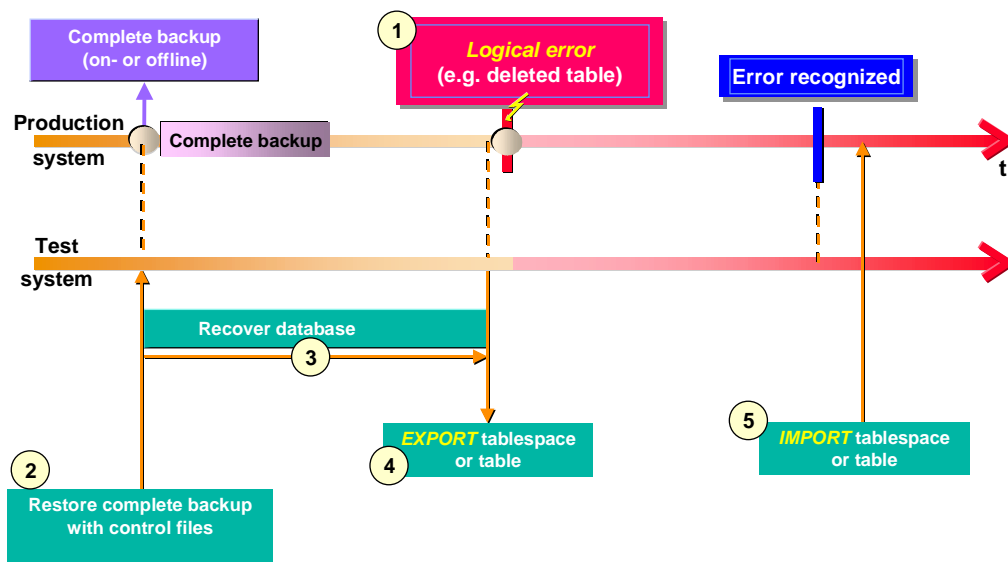 Complete backup
(on- or offline)
1
Logical error
(e.g. deleted table)
Error recognized
Production
system
Complete backup
t
Test
system
Recover database
3
EXPORT tablespace
or table
4
5
IMPORT tablespace
or table
2
Restore complete backup
with control files